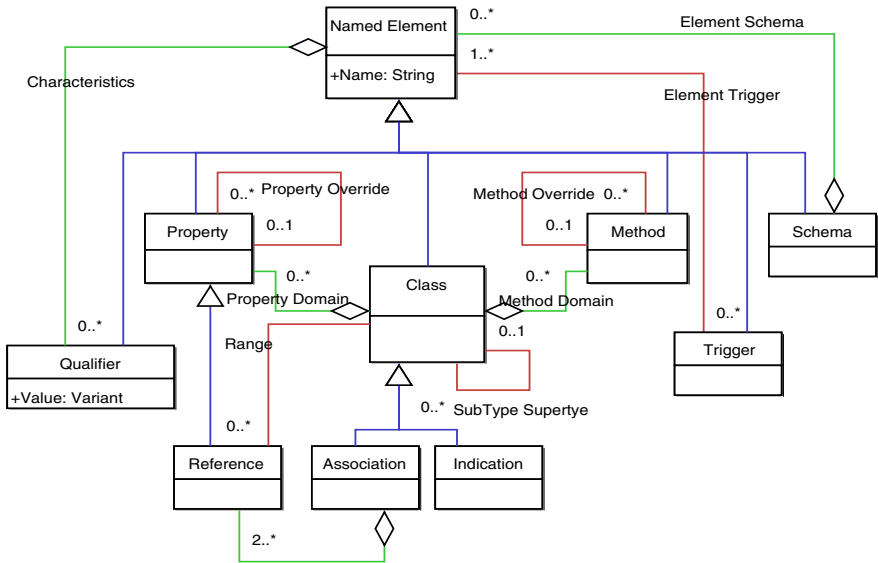 0..*
Element Schema
Named Element
1..*
+Name: String
Characteristics
Element Trigger
0..*
Property Override
Method Override
0..*
0..1
0..1
Property
Method
Schema
0..*
0..*
Class
Property Domain
Method Domain
0..*
0..*
0..1
Range
Trigger
Qualifier
+Value: Variant
0..*
SubType Supertye
0..*
Reference
Association
Indication
2..*